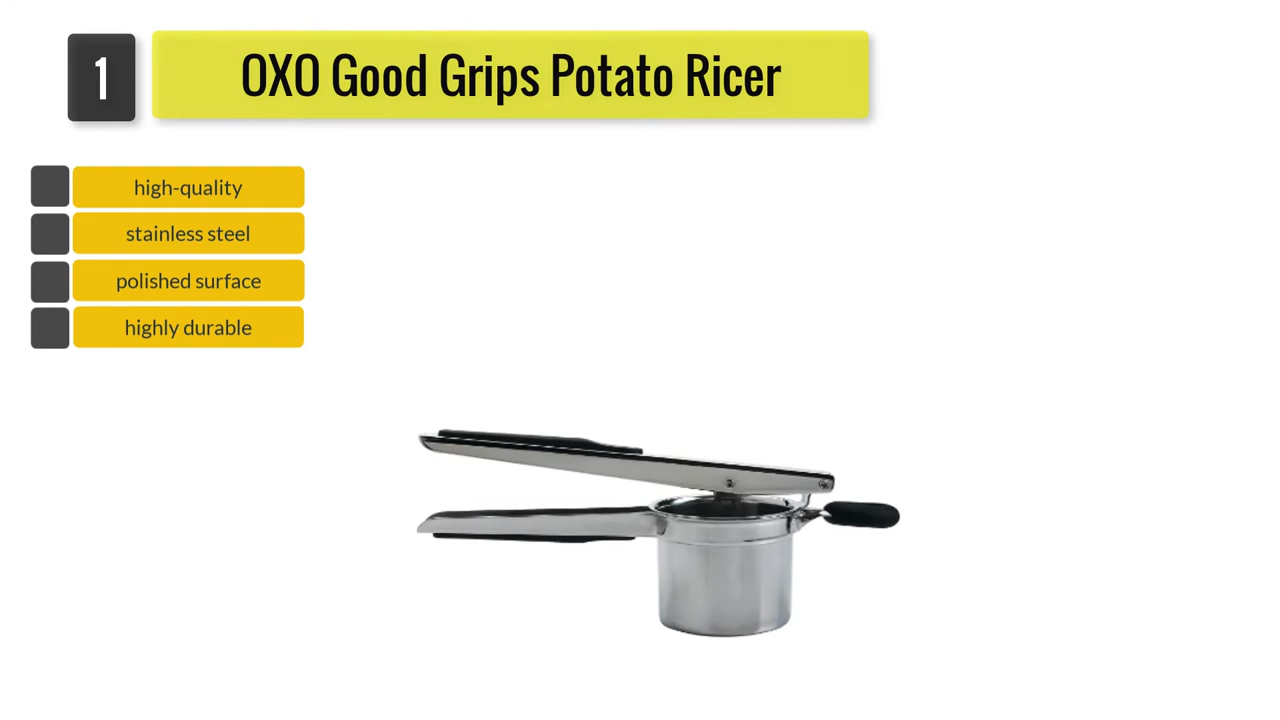 1
OXO Good Grips Potato Ricer
high-quality
stainless steel
polished surface
highly durable